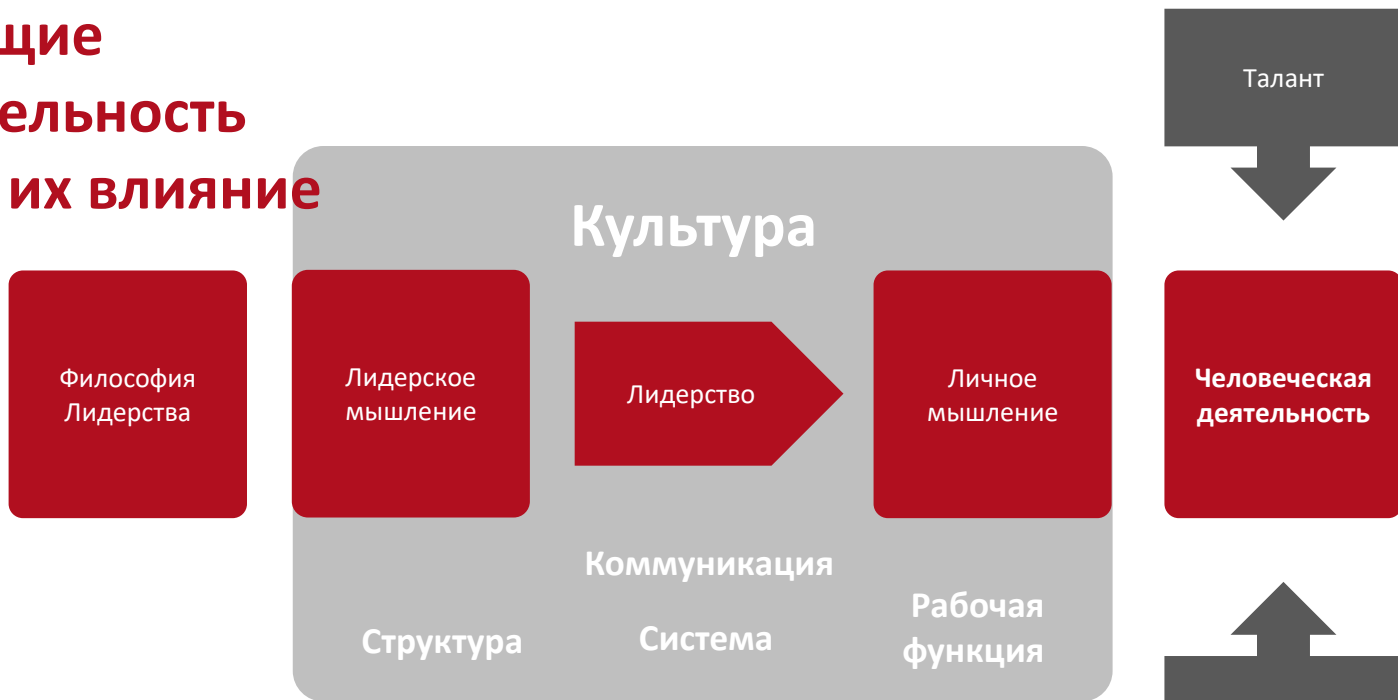 щие
ельность
их влияние
Талант
Культура
Философия
Лидерства
Лидерское
мышление
Лидерство
Личное
мышление
Человеческая
деятельность
Коммуникация
Структура
Система
Рабочая
функция